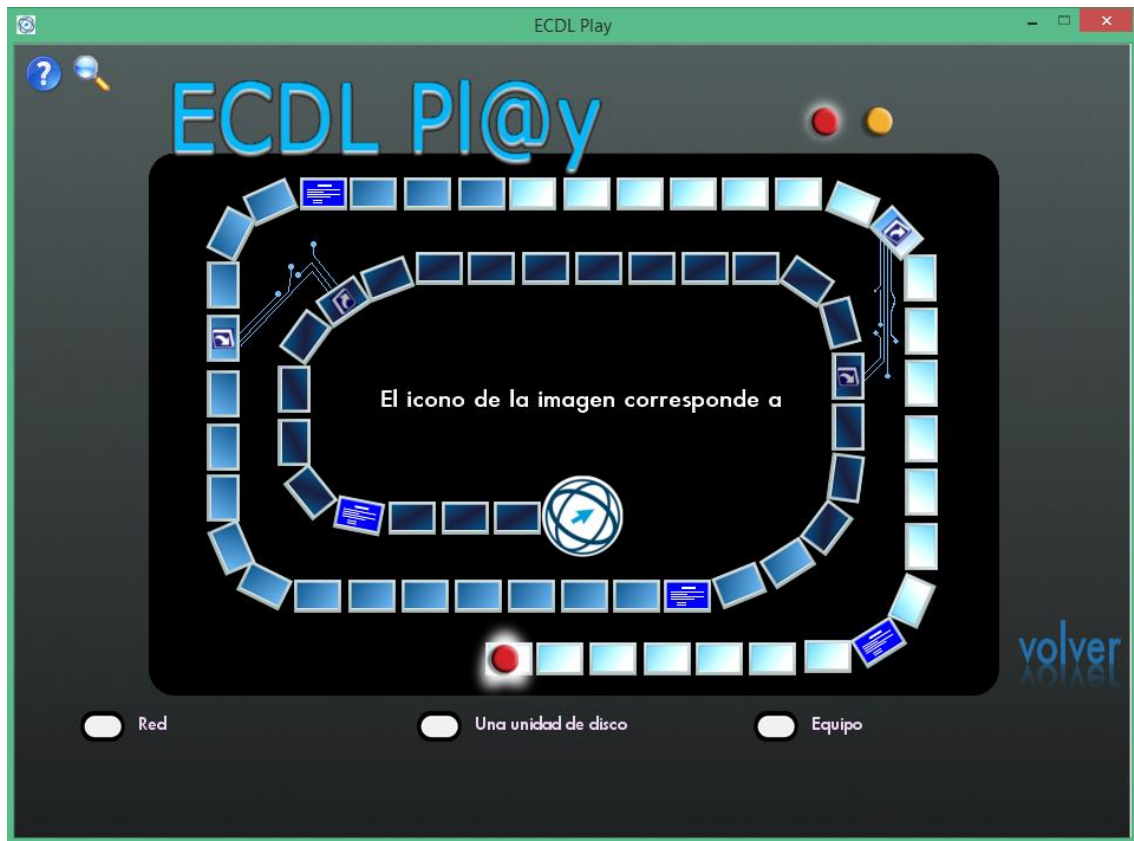 ECDL Play
ECDL Pl@y
El icono de la imagen corresponde a
volver
Red
Una unidad de disco
Equipo